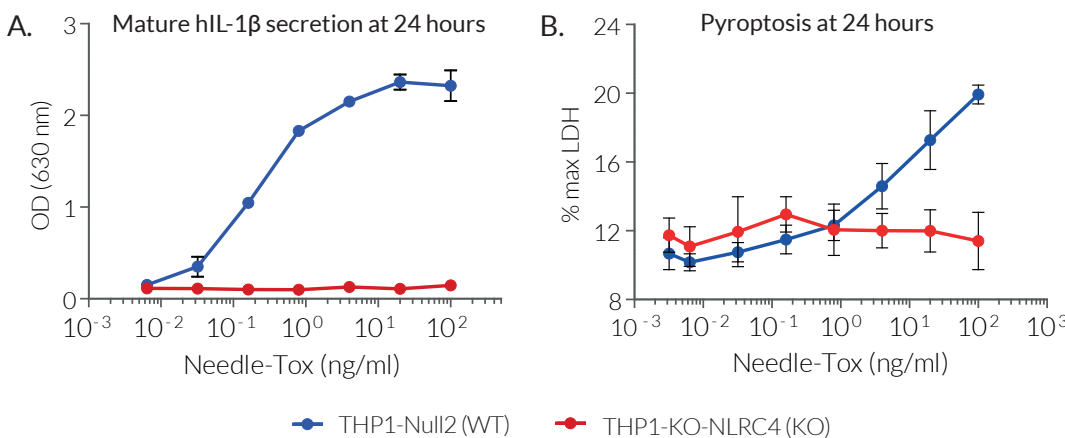 A. Mature hIL-1β secretion at 24 hours
3
2
1
0
OD (630 nm)
10⁻³ 10⁻² 10⁻¹ 10⁰ 10¹ 10²
Needle-Tox (ng/ml)
B. Pyroptosis at 24 hours
24
20
16
12
8
% max LDH
10⁻³ 10⁻² 10⁻¹ 10⁰ 10¹ 10² 10³
Needle-Tox (ng/ml)
THP1-Null2 (WT) THP1-KO-NLRC4 (KO)